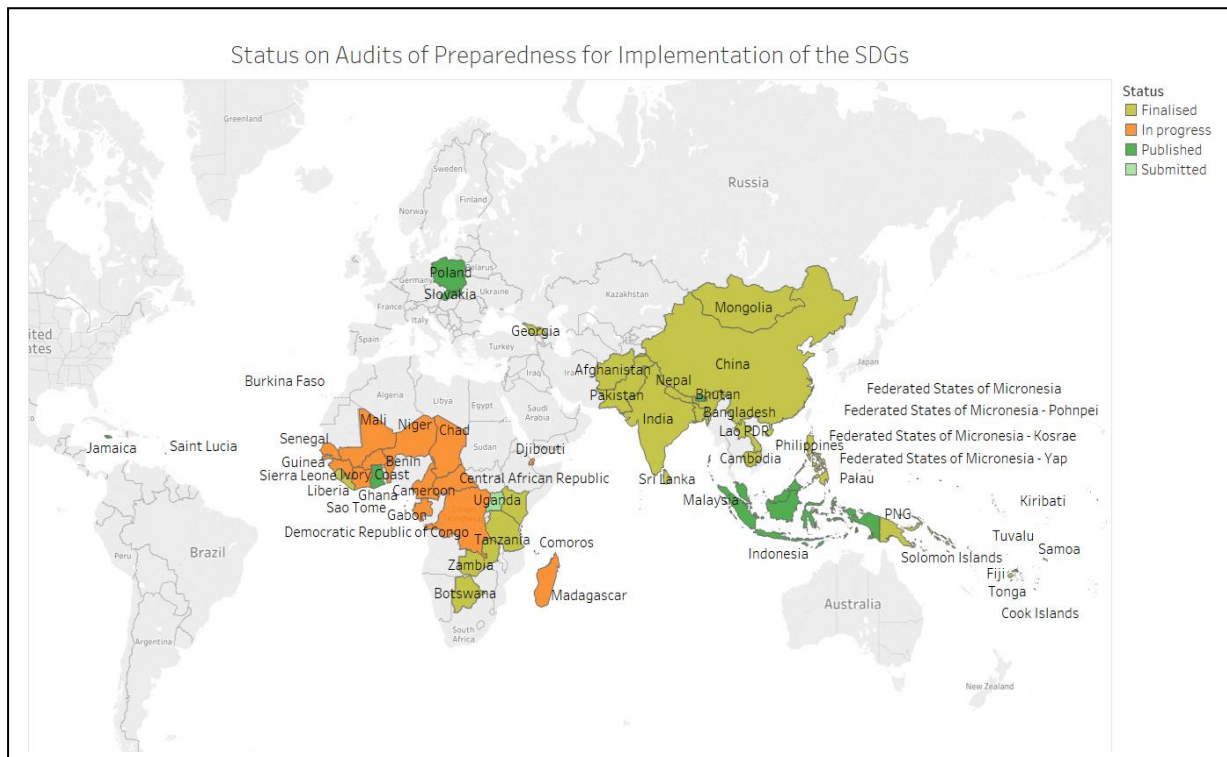 Status on Audits of Preparedness for Implementation of the SDGs
Status
Finalised
In progress
Published
Submitted
Greenland
Sweden
Finland
Norway
Russia
Poland
Belarus
Germany
Slovakia
Ukraine
France
Kazakhstan
Mongolia
Italy
Georgia
Spain
Turkey
United
States
China
Japan
Afghanistan
Iraq
Iran
Nepal
Burkina Faso
Algeria
Libya
Egypt
Pakistan
Bhutan
Federated States of Micronesia
Saudi
Arabia
India
Bangladesh
Federated States of Micronesia - Pohnpei
Mali
Niger
Chad
Sudan
Lao PDR
Jamaica
Saint Lucia
Senegal
Djibouti
Philippines
Federated States of Micronesia - Kosrae
Guinea
Benin
Cambodia
Federated States of Micronesia - Yap
Sierra Leone
Ivory Coast
Central African Republic
Sri Lanka
Palau
Liberia
Ghana
Cameroon
Uganda
Malaysia
Kiribati
Sao Tome
Gabon
PNG
Democratic Republic of Congo
Tanzania
Comoros
Indonesia
Solomon Islands
Tuvalu
Samoa
Peru
Brazil
Zambia
Fiji
Botswana
Madagascar
Tonga
Australia
Cook Islands
Argentina
South
Africa
New Zealand